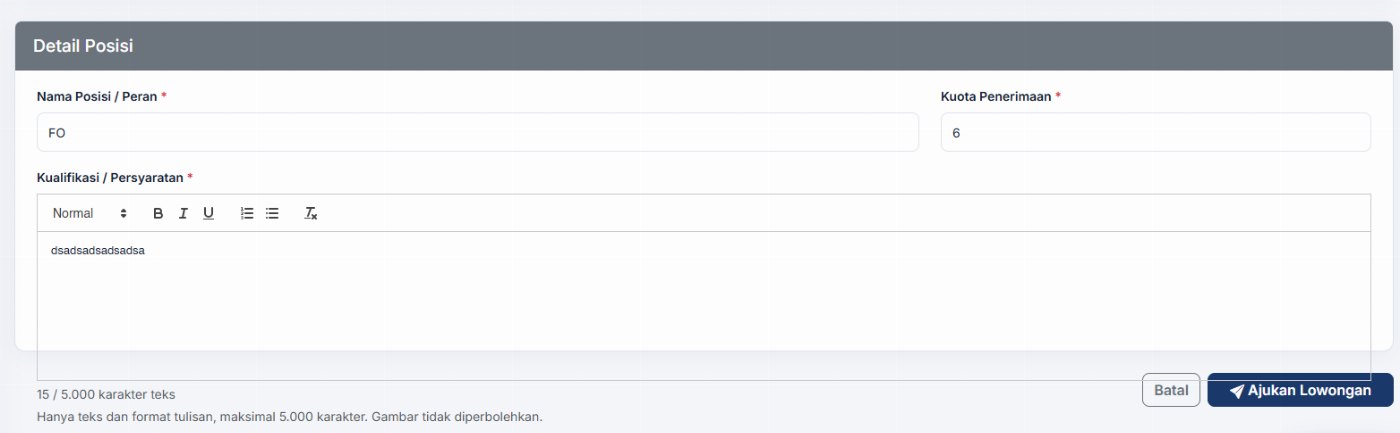 Detail Posisi
Nama Posisi / Peran *
Kuota Penerimaan *
FO
6
Kualifikasi / Persyaratan *
Normal B I U Tx
dsadsadsadsadsa
15 / 5.000 karakter teks
Hanya teks dan format tulisan, maksimal 5.000 karakter. Gambar tidak diperbolehkan.
Batal
Ajukan Lowongan